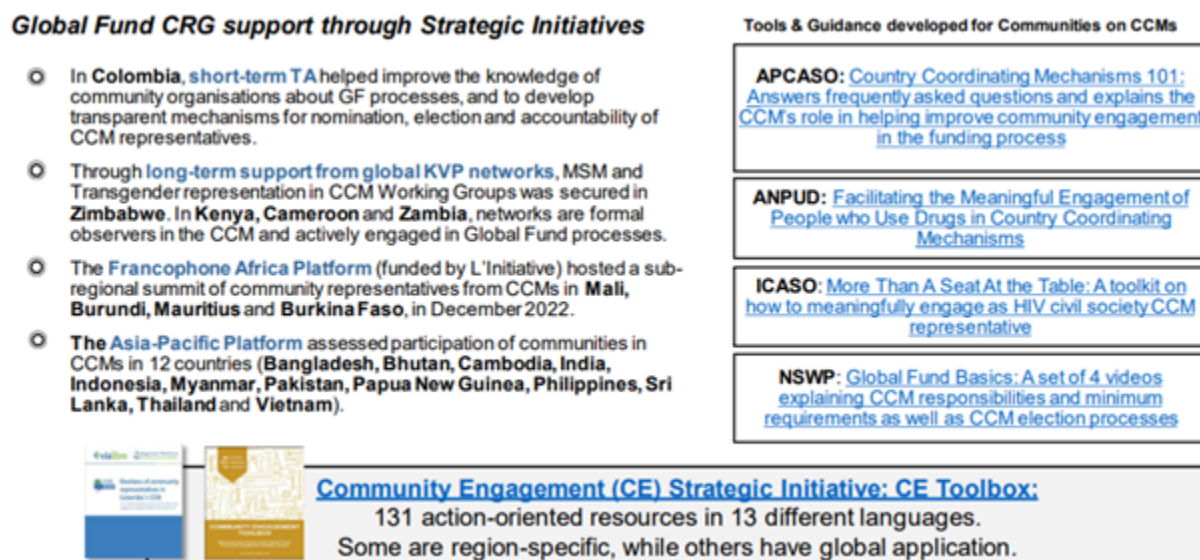 Global Fund CRG support through Strategic Initiatives
In Colombia, short-term TA helped improve the knowledge of
community organisations about GF processes, and to develop
transparent mechanisms for nomination, election and accountability of
CCM representatives.
Through long-term support from global KVP networks, MSM and
Transgender representation in CCM Working Groups was secured in
Zimbabwe. In Kenya, Cameroon and Zambia, networks are formal
observers in the CCM and actively engaged in Global Fund processes.
The Francophone Africa Platform (funded by L'Initiative) hosted a sub-
regional summit of community representatives from CCMs in Mali,
Burundi, Mauritius and Burkina Faso, in December 2022.
The Asia-Pacific Platform assessed participation of communities in
CCMs in 12 countries (Bangladesh, Bhutan, Cambodia, India,
Indonesia, Myanmar, Pakistan, Papua New Guinea, Philippines, Sri
Lanka, Thailand and Vietnam).
Tools & Guidance developed for Communities on CCMs
APCASO: Country Coordinating Mechanisms 101:
Answers frequently asked questions and explains the
CCM's role in helping improve community engagement
in the funding process
ANPUD: Facilitating the Meaningful Engagement of
People who Use Drugs in Country Coordinating
Mechanisms
ICASO: More Than A Seat At the Table: A toolkit on
how to meaningfully engage as HIV civil society CCM
representative
NSWP: Global Fund Basics: A set of 4 videos
explaining CCM responsibilities and minimum
requirements as well as CCM election processes
COMMUNITY ENGAGEMENT
TOOLBOX
Community Engagement (CE) Strategic Initiative: CE Toolbox:
131 action-oriented resources in 13 different languages.
Some are region-specific, while others have global application.